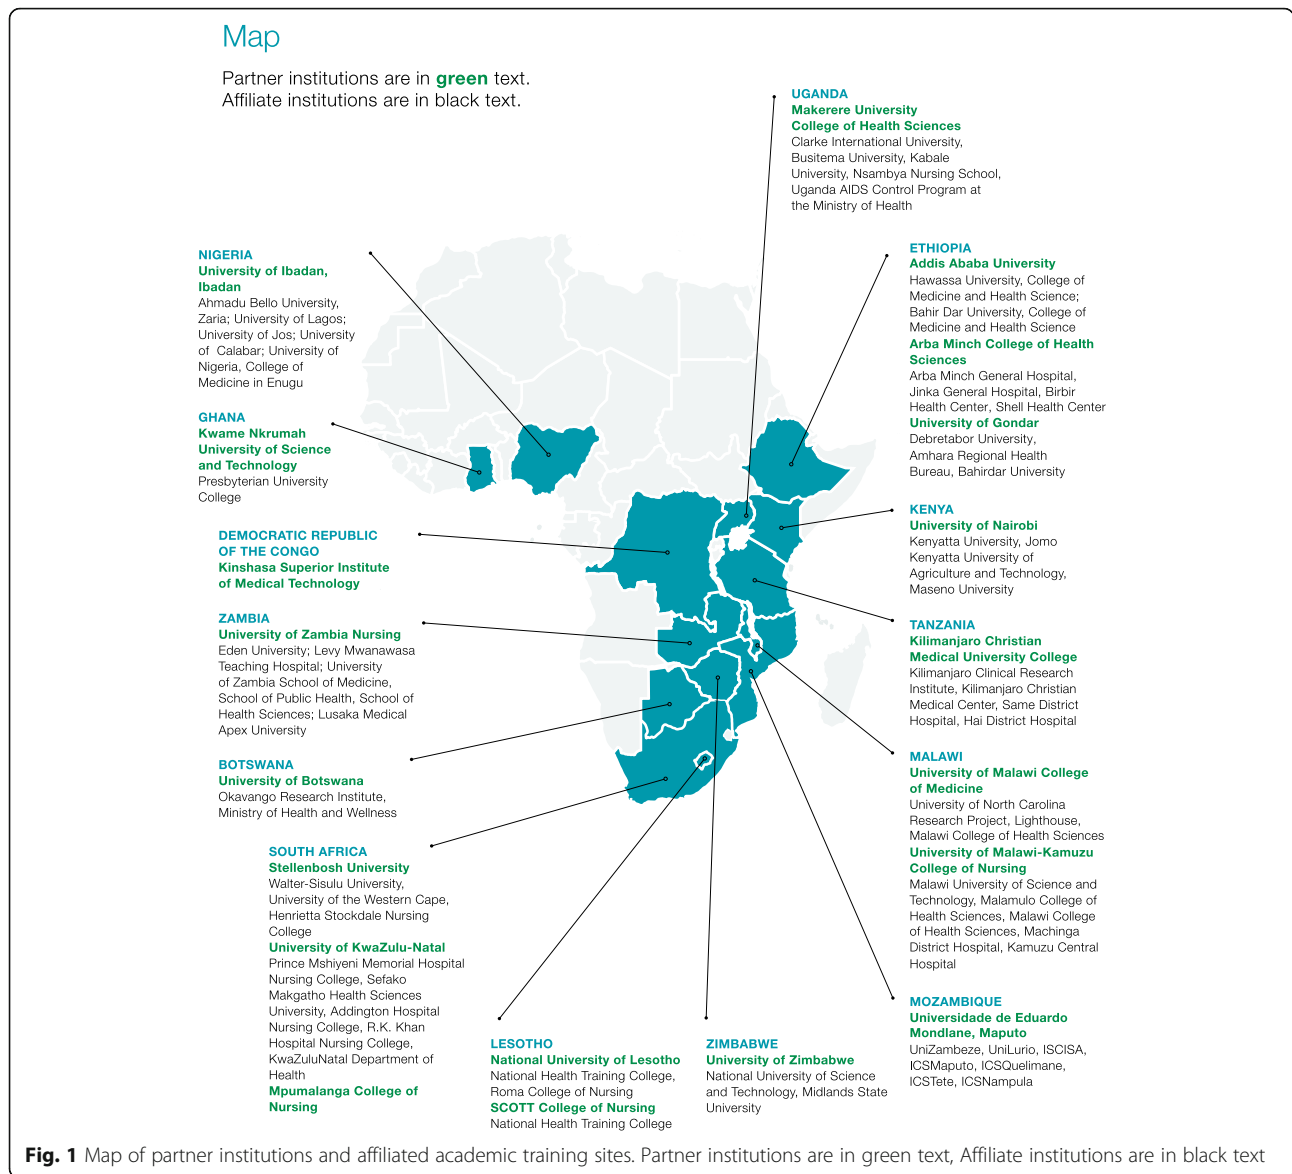 Map
Partner institutions are in green text.
Affiliate institutions are in black text.
UGANDA
Makerere University
College of Health Sciences
Clarke International University,
Busitema University, Kabale
University, Nsambya Nursing School,
Uganda AIDS Control Program at
the Ministry of Health
NIGERIA
University of Ibadan,
Ibadan
Ahmadu Bello University,
Zaria; University of Lagos;
University of Jos; University
of Calabar; University of
Nigeria, College of
Medicine in Enugu
GHANA
Kwame Nkrumah
University of Science
and Technology
Presbyterian University
College
DEMOCRATIC REPUBLIC
OF THE CONGO
Kinshasa Superior Institute
of Medical Technology
ZAMBIA
University of Zambia Nursing
Eden University; Levy Mwanawasa
Teaching Hospital; University
of Zambia School of Medicine,
School of Public Health, School of
Health Sciences; Lusaka Medical
Apex University
BOTSWANA
University of Botswana
Okavango Research Institute,
Ministry of Health and Wellness
SOUTH AFRICA
Stellenbosh University
Walter-Sisulu University,
University of the Western Cape,
Henrietta Stockdale Nursing
College
University of KwaZulu-Natal
Prince Mshiyeni Memorial Hospital
Nursing College, Sefako
Makgatho Health Sciences
University, Addington Hospital
Nursing College, R.K. Khan
Hospital Nursing College,
KwaZuluNatal Department of
Health
Mpumalanga College of
Nursing
LESOTHO
National University of Lesotho
National Health Training College,
Roma College of Nursing
SCOTT College of Nursing
National Health Training College
ZIMBABWE
University of Zimbabwe
National University of Science
and Technology, Midlands State
University
ETHIOPIA
Addis Ababa University
Hawassa University, College of
Medicine and Health Science;
Bahir Dar University, College of
Medicine and Health Science
Arba Minch College of Health
Sciences
Arba Minch General Hospital,
Jinka General Hospital, Birbir
Health Center, Shell Health Center
University of Gondar
Debretabor University,
Amhara Regional Health
Bureau, Bahirdar University
KENYA
University of Nairobi
Kenyatta University, Jomo
Kenyatta University of
Agriculture and Technology,
Maseno University
TANZANIA
Kilimanjaro Christian
Medical University College
Kilimanjaro Clinical Research
Institute, Kilimanjaro Christian
Medical Center, Same District
Hospital, Hai District Hospital
MALAWI
University of Malawi College
of Medicine
University of North Carolina
Research Project, Lighthouse,
Malawi College of Health Sciences
University of Malawi-Kamuzu
College of Nursing
Malawi University of Science and
Technology, Malamulo College of
Health Sciences, Malawi College
of Health Sciences, Machinga
District Hospital, Kamuzu Central
Hospital
MOZAMBIQUE
Universidade de Eduardo
Mondlane, Maputo
UniZambeze, UniLurio, ISCISA,
ICSMaputo, ICSQuelimane,
ICSTete, ICSNampula
Fig. 1 Map of partner institutions and affiliated academic training sites. Partner institutions are in green text, Affiliate institutions are in black text